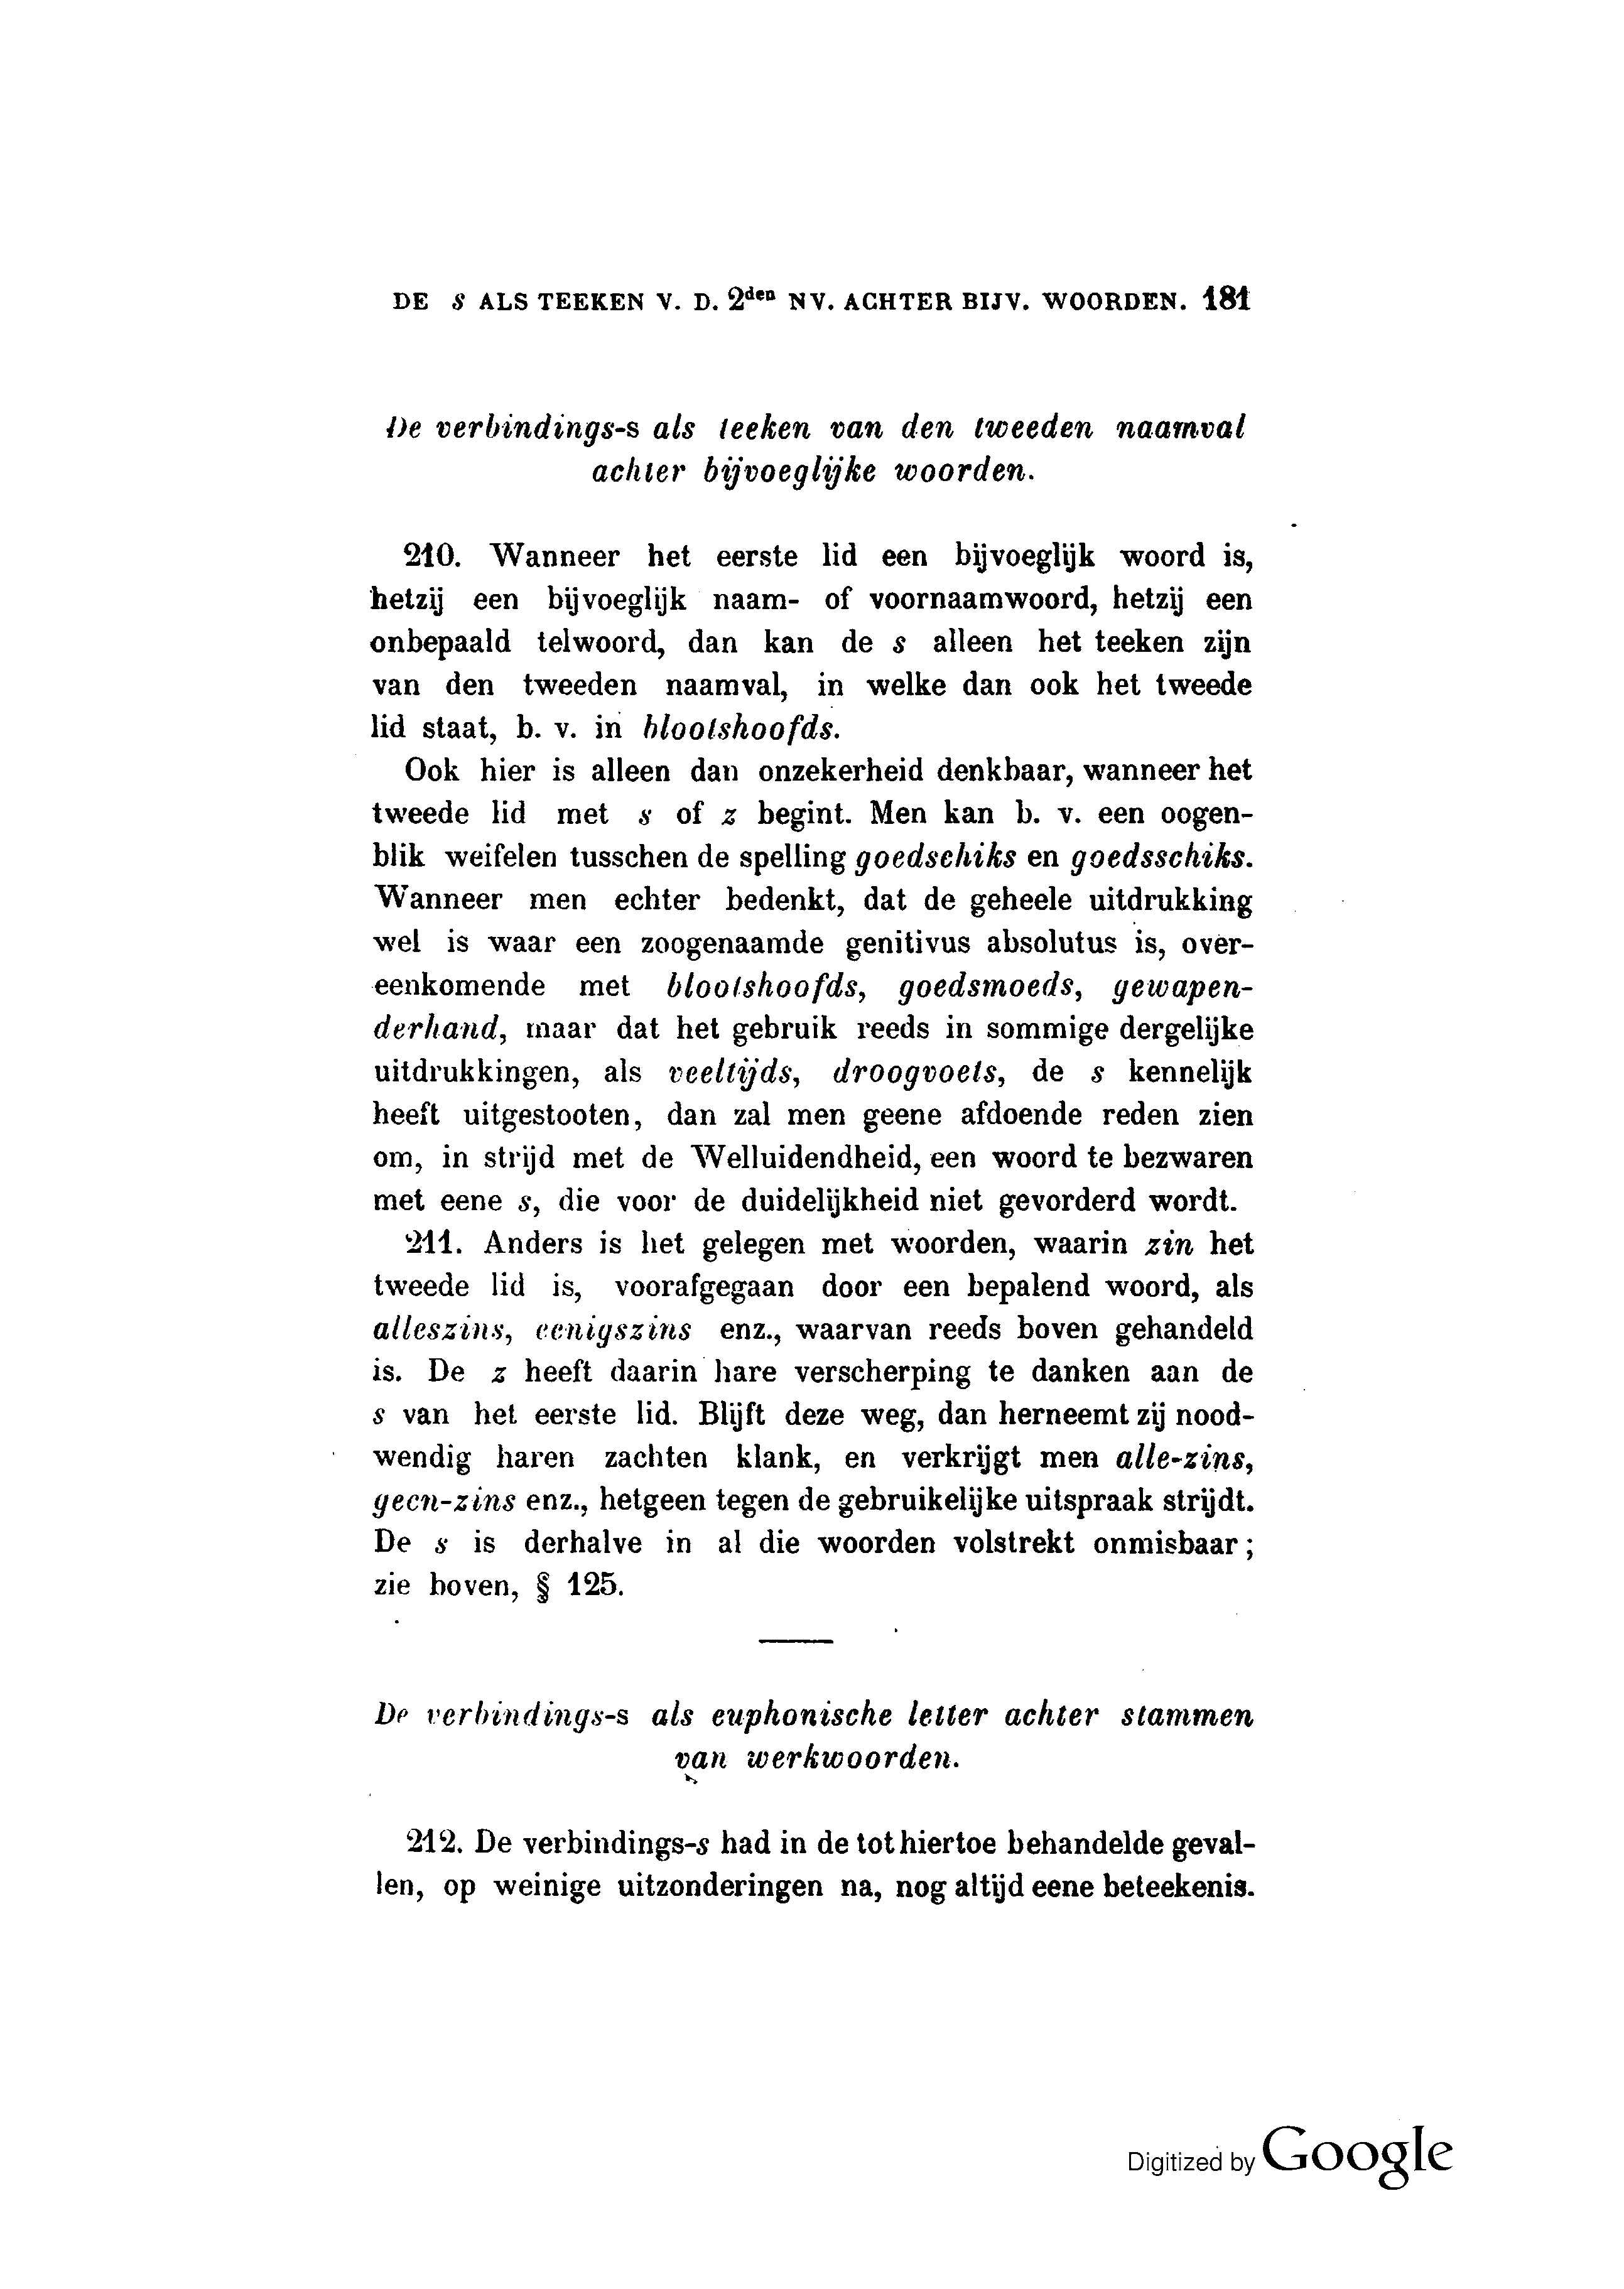 DE s ALS TEEKEN V. D. 2den NV. ACHTER BIJV. WOORDEN. 181
De verbindings-s als teeken van den tweeden naamval
achter bijvoeglijke woorden.
210. Wanneer het eerste lid een bijvoeglijk woord is,
hetzij een bijvoeglijk naam- of voornaamwoord, hetzij een
onbepaald telwoord, dan kan de s alleen het teeken zijn
van den tweeden naamval, in welke dan ook het tweede
lid staat, b. v. in blootshoofds.
Ook hier is alleen dan onzekerheid denkbaar, wanneer het
tweede lid met s of z begint. Men kan b. v. een oogen-
blik weifelen tusschen de spelling goedschiks en goedsschiks.
Wanneer men echter bedenkt, dat de geheele uitdrukking
wel is waar een zoogenaamde genitivus absolutus is, over-
eenkomende met blootshoofds, goedsmoeds, gewapen-
derhand, maar dat het gebruik reeds in sommige dergelijke
uitdrukkingen, als veeltijds, droogvoets, de s kennelijk
heeft uitgestooten, dan zal men geene afdoende reden zien
om, in strijd met de Welluidendheid, een woord te bezwaren
met eene s, die voor de duidelijkheid niet gevorderd wordt.
211. Anders is het gelegen met woorden, waarin zin het
tweede lid is, voorafgegaan door een bepalend woord, als
alleszins, eenigszins enz., waarvan reeds boven gehandeld
is. De z heeft daarin hare verscherping te danken aan de
s van het eerste lid. Blijft deze weg, dan herneemt zij nood-
wendig haren zachten klank, en verkrijgt men alle-zins,
geen-zins enz., hetgeen tegen de gebruikelijke uitspraak strijdt.
De s is derhalve in al die woorden volstrekt onmisbaar;
zie boven, § 125.
De verbindings-s als euphonische letter achter stammen
van werkwoorden.
212. De verbindings-s had in de tot hiertoe behandelde geval-
len, op weinige uitzonderingen na, nog altijd eene beteekenis.
Digitized by Google